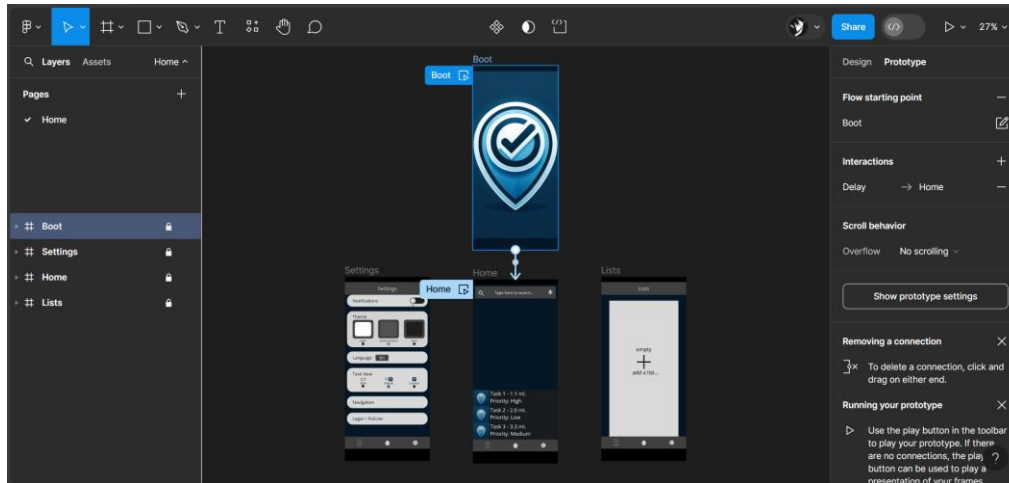 Share
27%
Layers Assets Home
Pages
Home
Boot
Settings
Home
Lists
Boot
Boot
Settings
Settings
Notifications
Theme
Language
Task View
Navigation
Legal + Policies
Home
Home
Type here to search...
Task 1 - 1.1 mi.
Priority: High
Task 2 - 2.0 mi.
Priority: Low
Task 3 - 3.3 mi.
Priority: Medium
Lists
Lists
empty
add a list...
Design Prototype
Flow starting point
Boot
Interactions
Delay → Home
Scroll behavior
Overflow No scrolling
Show prototype settings
Removing a connection
To delete a connection, click and
drag on either end.
Running your prototype
Use the play button in the toolbar
to play your prototype. If there
are no connections, the play
button can be used to play a
presentation of your frames